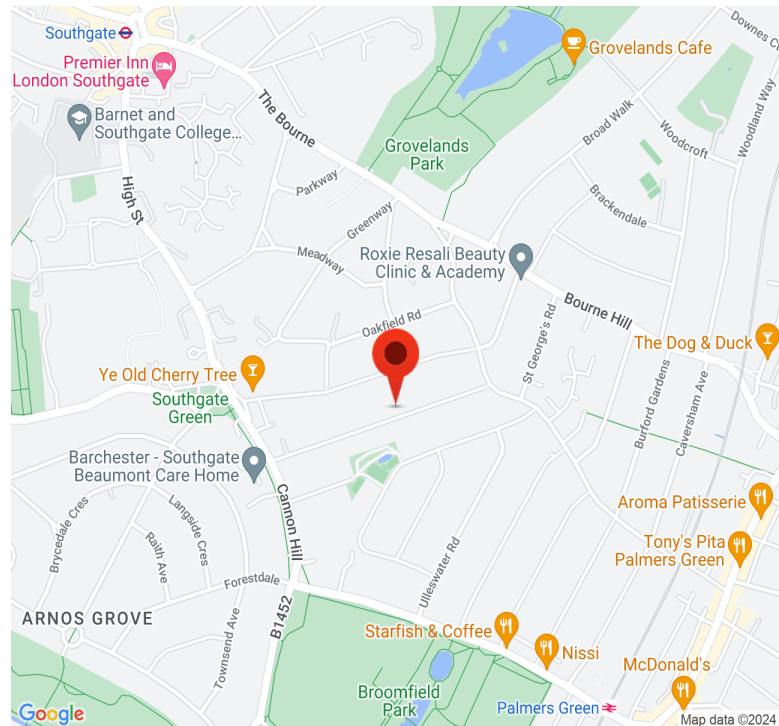 Southgate
Premier Inn
London Southgate
Barnet and
Southgate College...
The Bourne
High St
Parkway
Greenway
Meadway
Grovelands
Park
Grovelands Cafe
Downes C
Broad Walk
Woodcroft
Woodland Way
Brackendale
Roxie Resali Beauty
Clinic & Academy
Bourne Hill
Oakfield Rd
St George's Rd
The Dog & Duck
Ye Old Cherry Tree
Southgate
Green
Burford Gardens
Caversham Ave
Barchester - Southgate
Beaumont Care Home
Cannon Hill
Brycedale Cres
Langside Cres
Raith Ave
Aroma Patisserie
Tony's Pita
Palmers Green
Ulleswater Rd
Forestdale
ARNOS GROVE
Townsend Ave
B1452
Starfish & Coffee
Nissi
McDonald's
Broomfield
Park
Palmers Green
Google
Map data ©2024